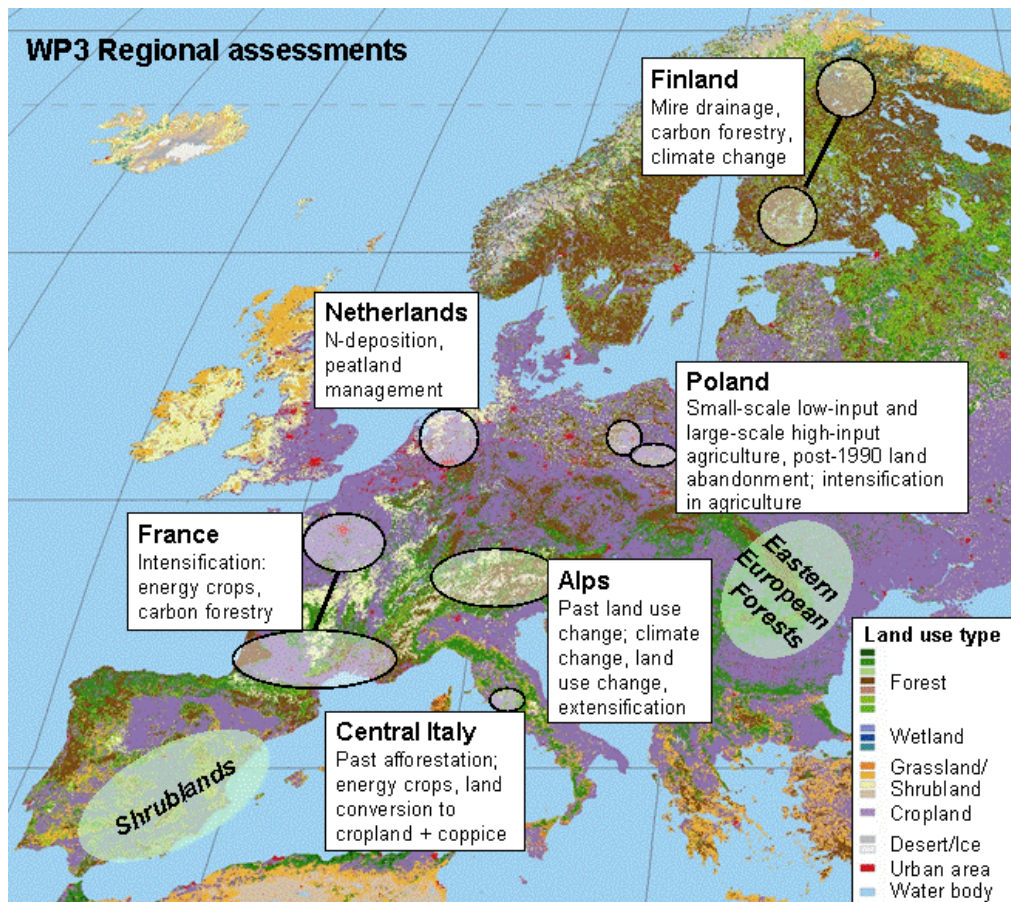 WP3 Regional assessments
Finland
Mire drainage,
carbon forestry,
climate change
Netherlands
N-deposition,
peatland
management
Poland
Small-scale low-input and
large-scale high-input
agriculture, post-1990 land
abandonment; intensification
in agriculture
France
Intensification:
energy crops,
carbon forestry
Alps
Past land use
change; climate
change, land
use change,
extensification
Eastern
European
Forests
Central Italy
Past afforestation;
energy crops, land
conversion to
cropland + coppice
Shrublands
Land use type
Forest
Wetland
Grassland/
Shrubland
Cropland
Desert/Ice
Urban area
Water body